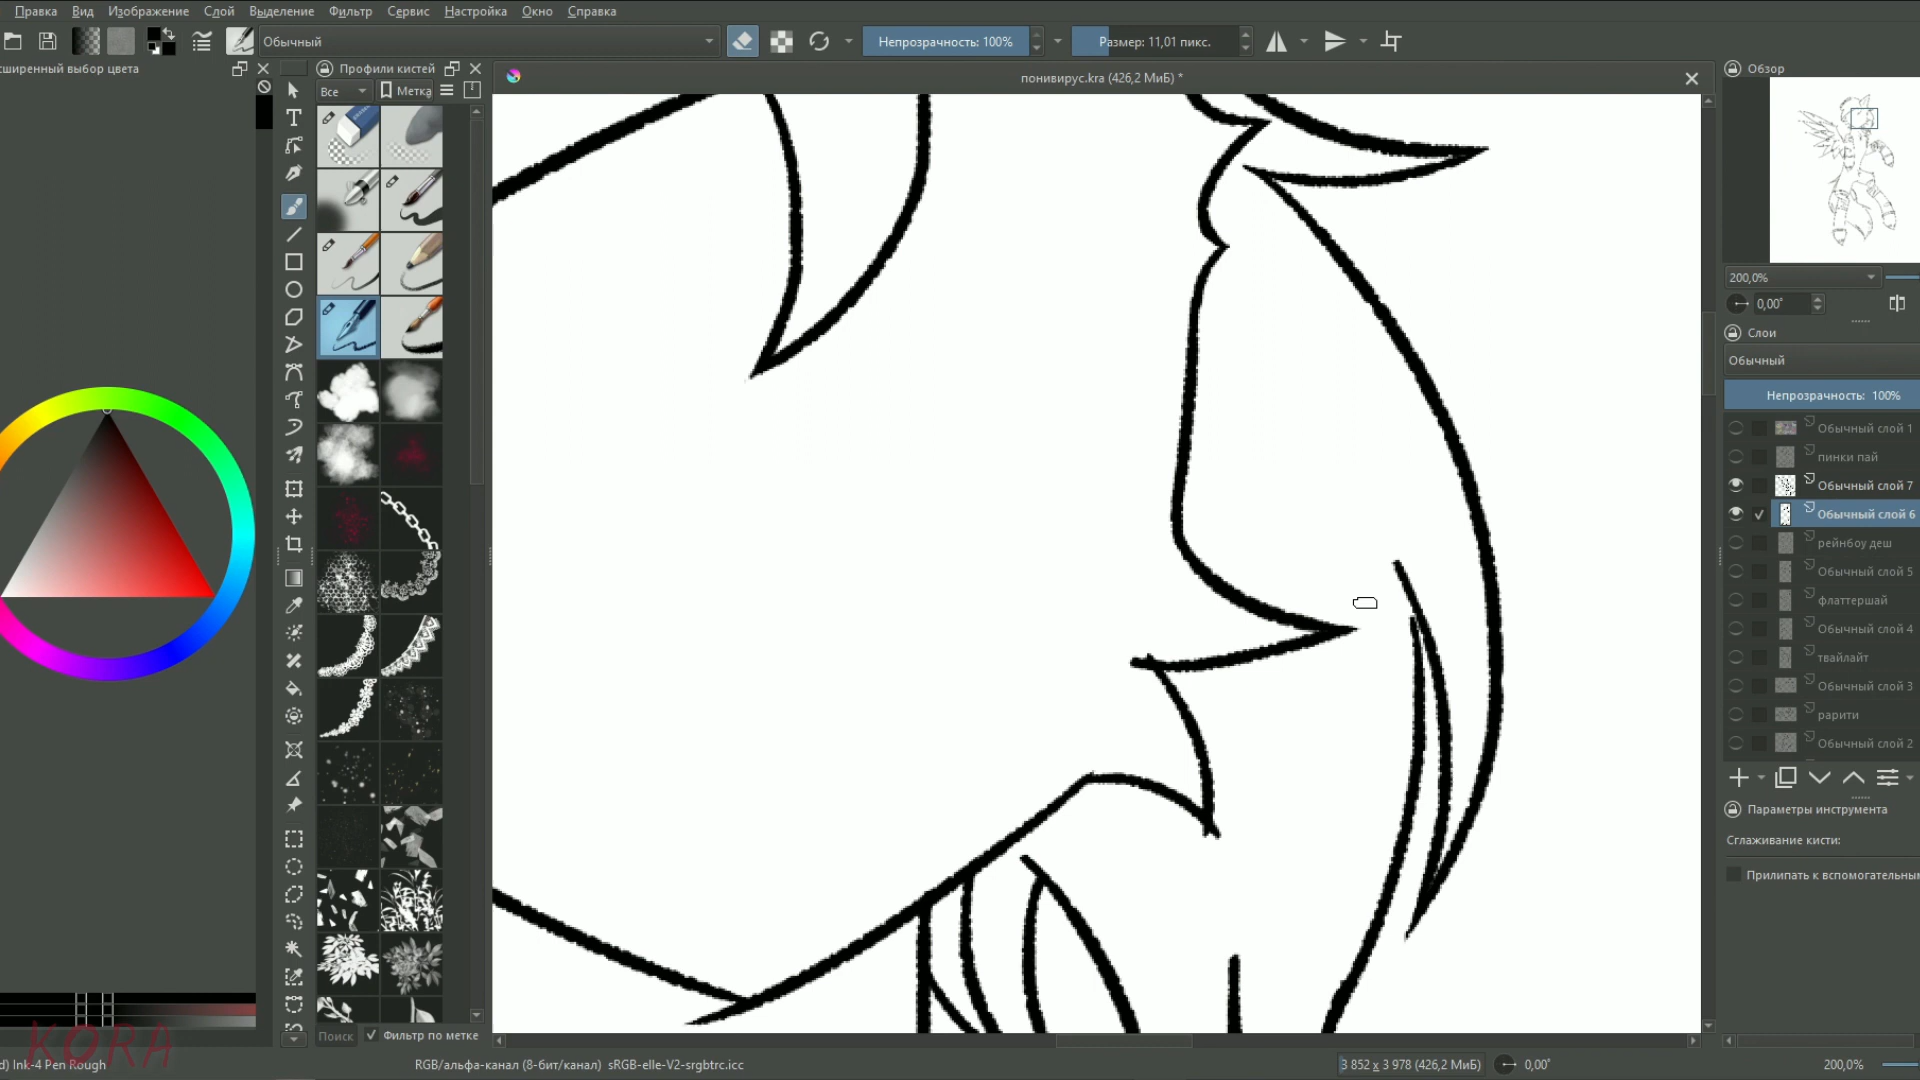 Правка Вид Изображение Слой Выделение Фильтр Сервис Настройка Окно Справка
Обычный
Непрозрачность: 100%
Размер: 11,01 пикс.
сширенный выбор цвета
Профили кистей
понивирус.kra (426,2 МиБ) *
Обзор
Все
Метка
200,0%
0,00°
Слои
Обычный
Непрозрачность: 100%
Обычный слой 1
пинки пай
Обычный слой 7
Обычный слой 6
рейнбоу деш
Обычный слой 5
флаттершай
Обычный слой 4
твайлайт
Обычный слой 3
рарити
Обычный слой 2
Параметры инструмента
Сглаживание кисти:
Прилипать к вспомогательным
Поиск
Фильтр по метке
KORA
d) Ink-4 Pen Rough
RGB/альфа-канал (8-бит/канал) sRGB-elle-V2-srgbtrc.icc
3 852 x 3 978 (426,2 МиБ)
0,00°
200,0%